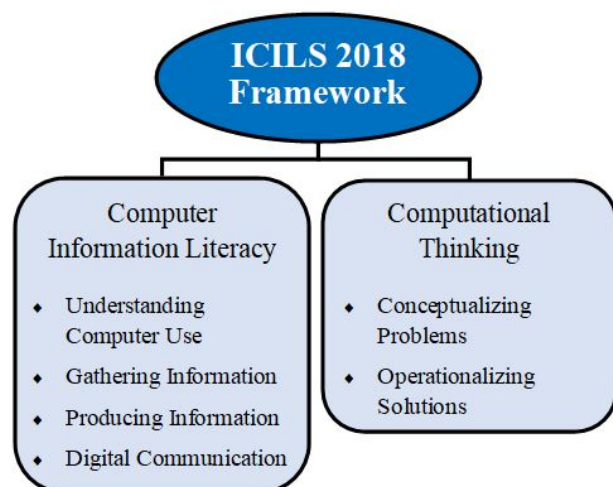 ICILS 2018
Framework
Computer
Information Literacy
♦ Understanding
Computer Use
♦ Gathering Information
♦ Producing Information
♦ Digital Communication
Computational
Thinking
♦ Conceptualizing
Problems
♦ Operationalizing
Solutions